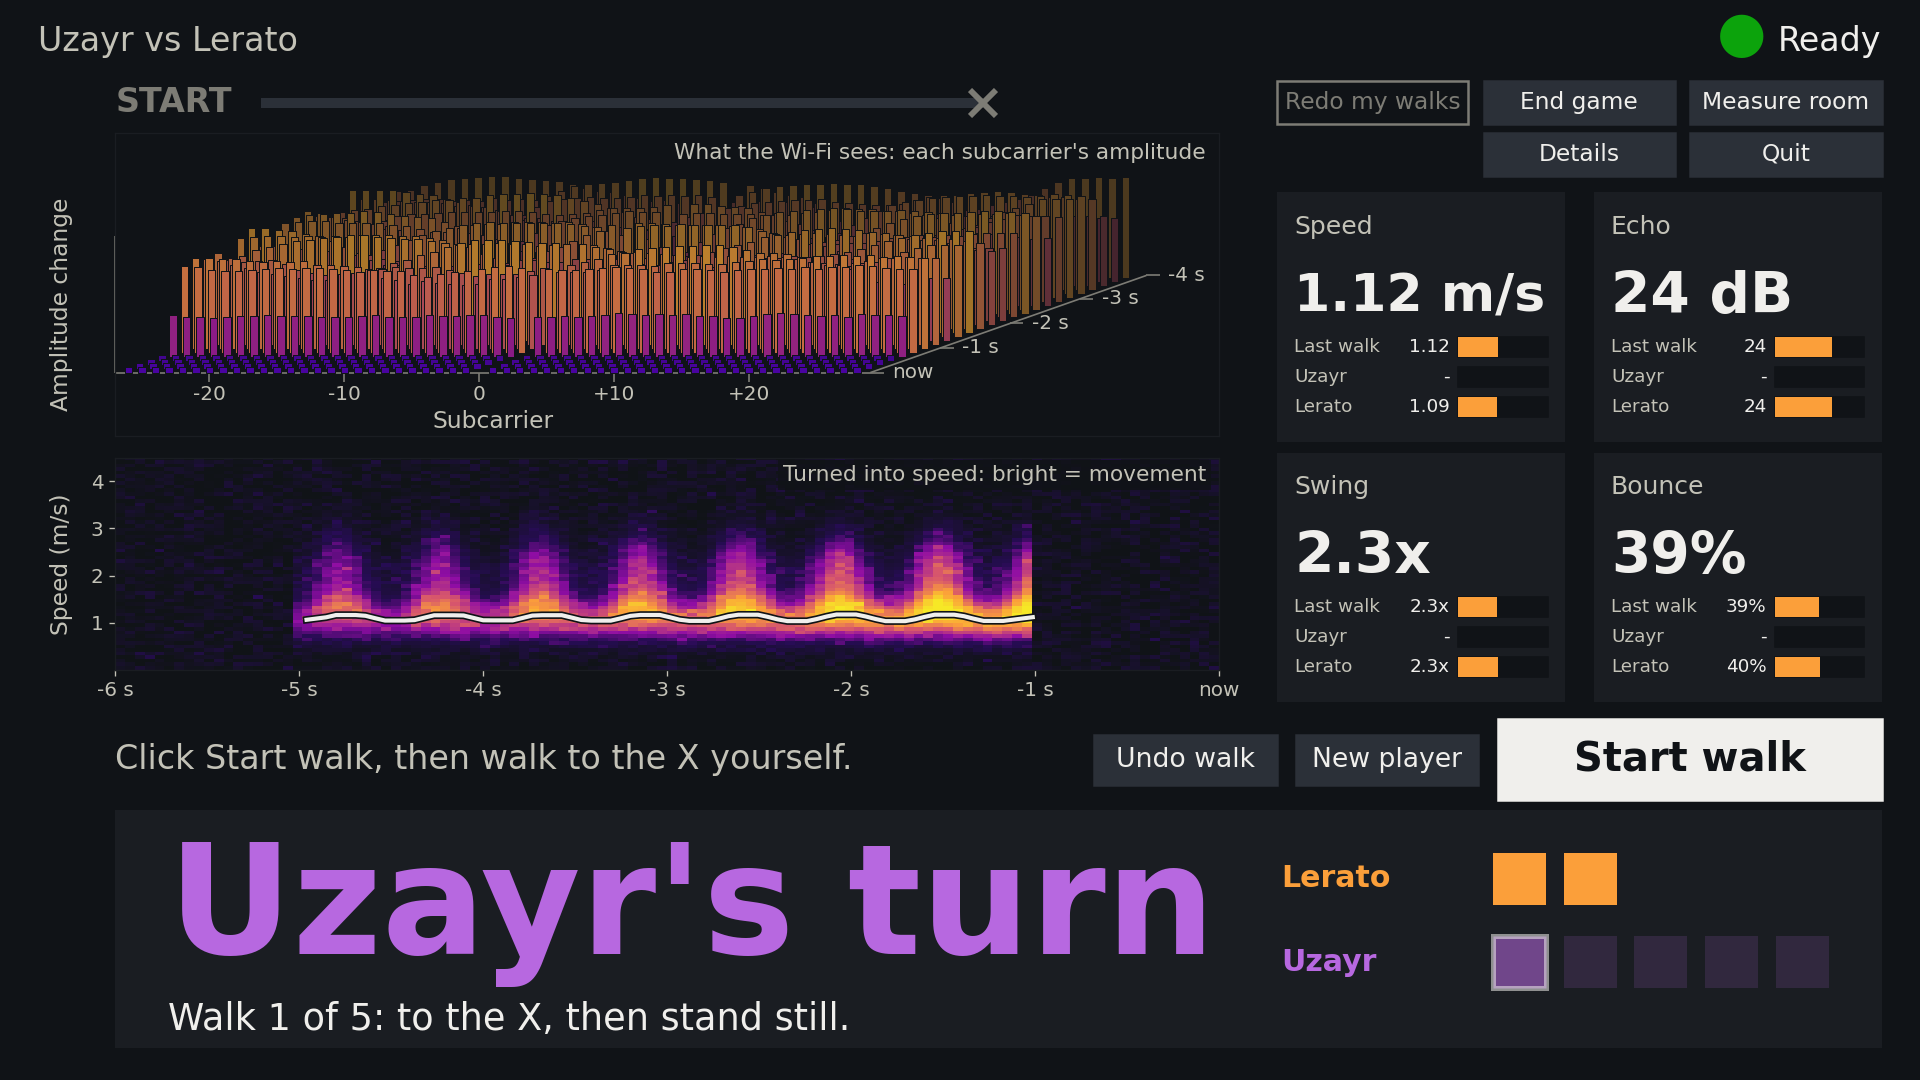 Uzayr vs Lerato
Ready
START
Redo my walks
End game
Measure room
Details
Quit
What the Wi-Fi sees: each subcarrier's amplitude
Amplitude change
-4 s
-3 s
-2 s
-1 s
now
-20
-10
0
+10
+20
Subcarrier
Turned into speed: bright = movement
Speed (m/s)
4
3
2
1
-6 s
-5 s
-4 s
-3 s
-2 s
-1 s
now
Speed
1.12 m/s
Last walk 1.12
Uzayr -
Lerato 1.09
Echo
24 dB
Last walk 24
Uzayr -
Lerato 24
Swing
2.3x
Last walk 2.3x
Uzayr -
Lerato 2.3x
Bounce
39%
Last walk 39%
Uzayr -
Lerato 40%
Click Start walk, then walk to the X yourself.
Undo walk
New player
Start walk
Uzayr's turn
Walk 1 of 5: to the X, then stand still.
Lerato
Uzayr